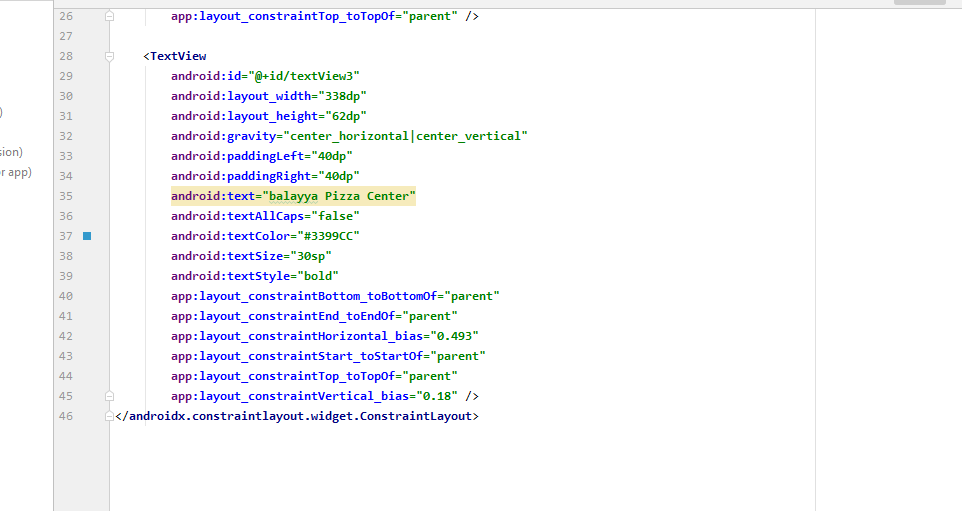 26 app:layout_constraintTop_toTopOf="parent" />
27
28 <TextView
)
29 android:id="@+id/textView3"
30 android:layout_width="338dp"
31 android:layout_height="62dp"
32 android:gravity="center_horizontal|center_vertical"
sion)
33 android:paddingLeft="40dp"
r app)
34 android:paddingRight="40dp"
35 android:text="balayya Pizza Center"
36 android:textAllCaps="false"
37 android:textColor="#3399CC"
38 android:textSize="30sp"
39 android:textStyle="bold"
40 app:layout_constraintBottom_toBottomOf="parent"
41 app:layout_constraintEnd_toEndOf="parent"
42 app:layout_constraintHorizontal_bias="0.493"
43 app:layout_constraintStart_toStartOf="parent"
44 app:layout_constraintTop_toTopOf="parent"
45 app:layout_constraintVertical_bias="0.18" />
46 </androidx.constraintlayout.widget.ConstraintLayout>